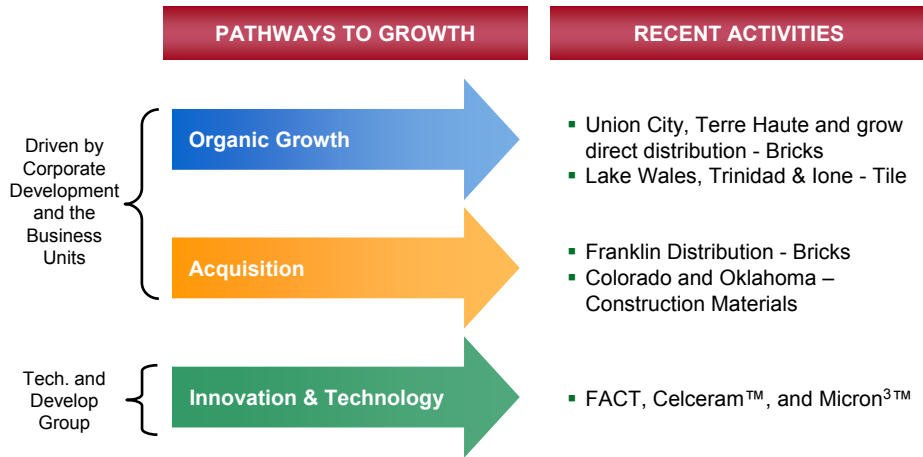 PATHWAYS TO GROWTH
RECENT ACTIVITIES
Driven by
Corporate
Development
and the
Business
Units
Organic Growth
▪ Union City, Terre Haute and grow
direct distribution - Bricks
▪ Lake Wales, Trinidad & Ione - Tile
Acquisition
▪ Franklin Distribution - Bricks
▪ Colorado and Oklahoma –
Construction Materials
Tech. and
Develop
Group
Innovation & Technology
▪ FACT, Celceram™, and Micron³™